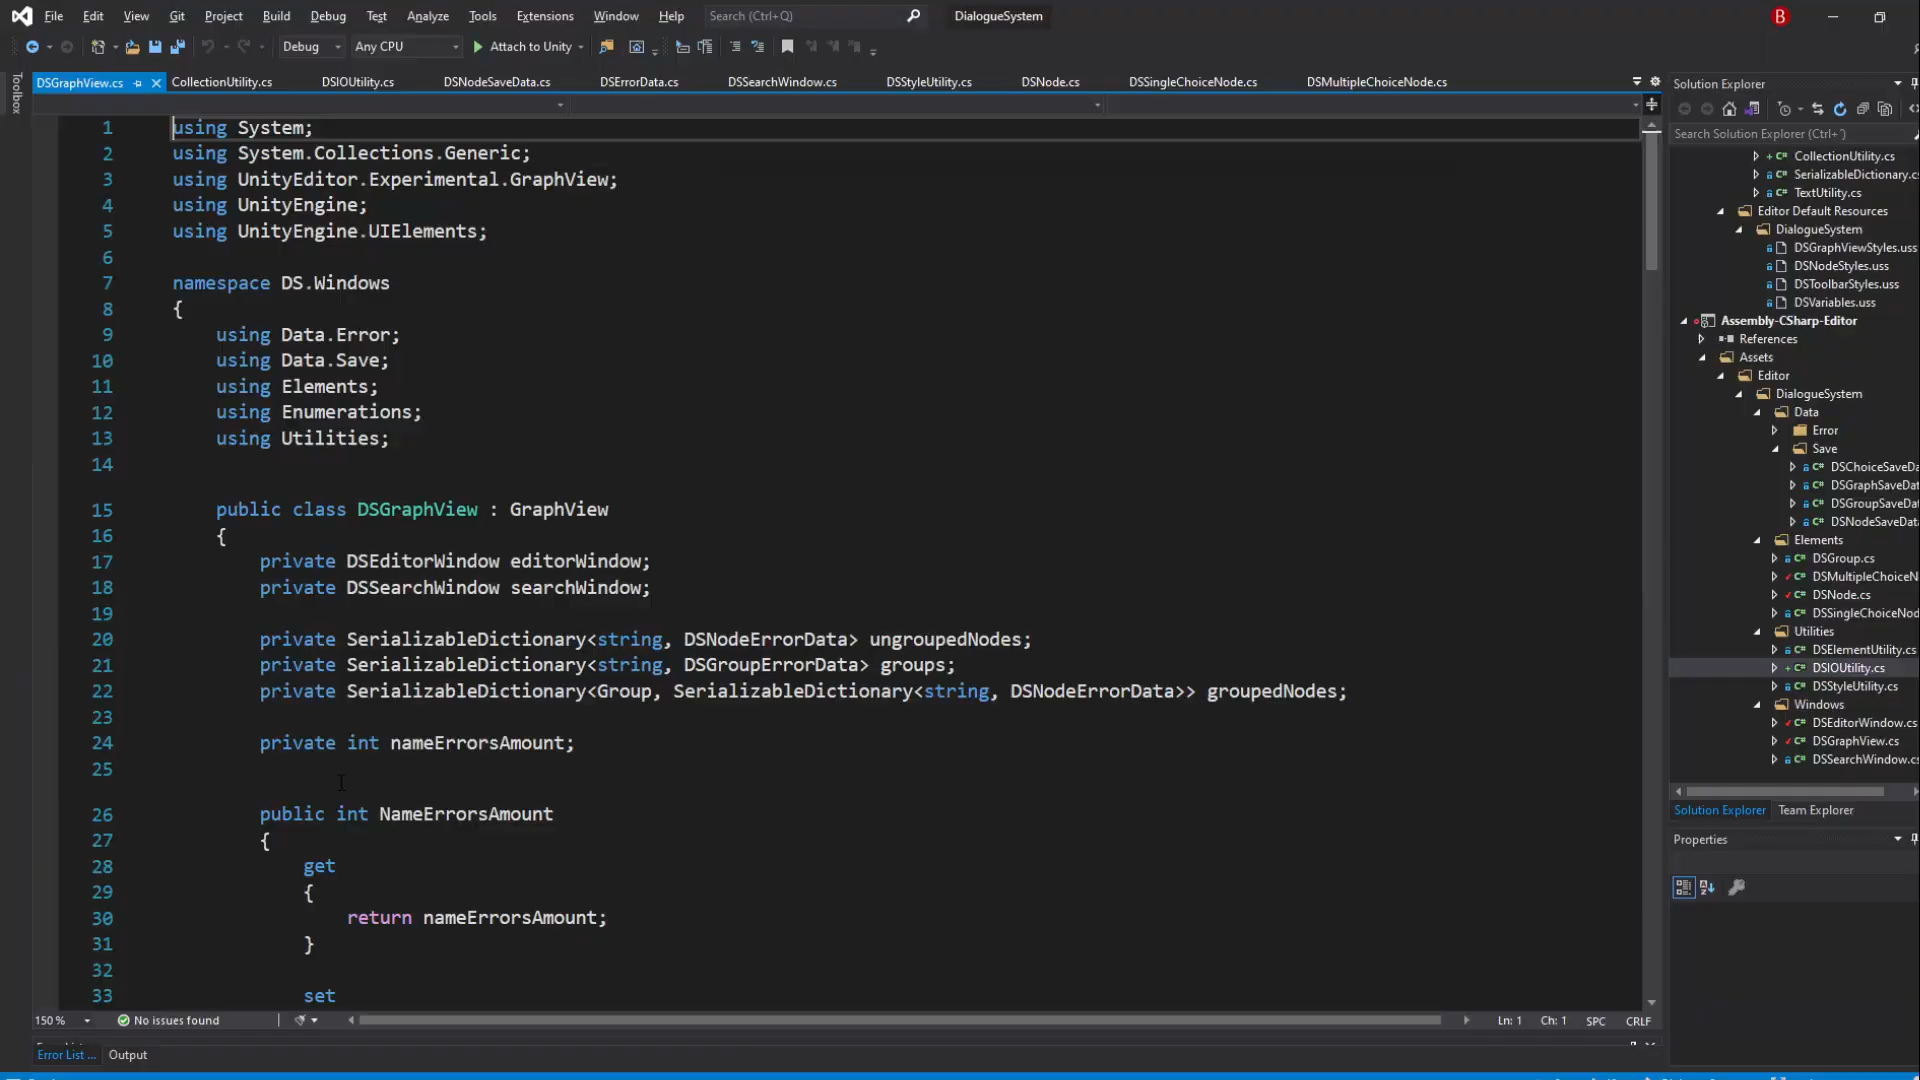 File Edit View Git Project Build Debug Test Analyze Tools Extensions Window Help Search (Ctrl+Q) DialogueSystem B
Debug Any CPU Attach to Unity
Toolbox
DSGraphView.cs CollectionUtility.cs DSIOUtility.cs DSNodeSaveData.cs DSErrorData.cs DSSearchWindow.cs DSStyleUtility.cs DSNode.cs DSSingleChoiceNode.cs DSMultipleChoiceNode.cs
1 using System;
2 using System.Collections.Generic;
3 using UnityEditor.Experimental.GraphView;
4 using UnityEngine;
5 using UnityEngine.UIElements;
6
7 namespace DS.Windows
8 {
9 using Data.Error;
10 using Data.Save;
11 using Elements;
12 using Enumerations;
13 using Utilities;
14
15 public class DSGraphView : GraphView
16 {
17 private DSEditorWindow editorWindow;
18 private DSSearchWindow searchWindow;
19
20 private SerializableDictionary<string, DSNodeErrorData> ungroupedNodes;
21 private SerializableDictionary<string, DSGroupErrorData> groups;
22 private SerializableDictionary<Group, SerializableDictionary<string, DSNodeErrorData>> groupedNodes;
23
24 private int nameErrorsAmount;
25
26 public int NameErrorsAmount
27 {
28 get
29 {
30 return nameErrorsAmount;
31 }
32
33 set
150 % No issues found Ln: 1 Ch: 1 SPC CRLF
Error List ... Output
Solution Explorer
Search Solution Explorer (Ctrl+')
CollectionUtility.cs
SerializableDictionary.cs
TextUtility.cs
Editor Default Resources
DialogueSystem
DSGraphViewStyles.uss
DSNodeStyles.uss
DSToolbarStyles.uss
DSVariables.uss
Assembly-CSharp-Editor
References
Assets
Editor
DialogueSystem
Data
Error
Save
DSChoiceSaveDa
DSGraphSaveDat
DSGroupSaveDat
DSNodeSaveData
Elements
DSGroup.cs
DSMultipleChoiceN
DSNode.cs
DSSingleChoiceNod
Utilities
DSElementUtility.cs
DSIOUtility.cs
DSStyleUtility.cs
Windows
DSEditorWindow.cs
DSGraphView.cs
DSSearchWindow.cs
Solution Explorer Team Explorer
Properties